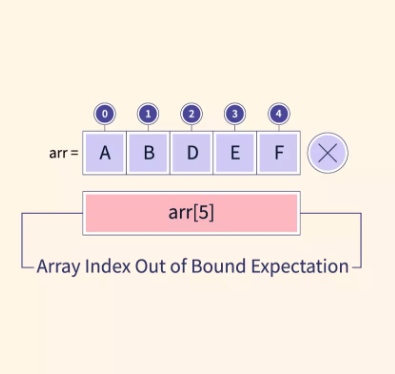 0 1 2 3 4
arr = A B D E F
arr[5]
Array Index Out of Bound Expectation